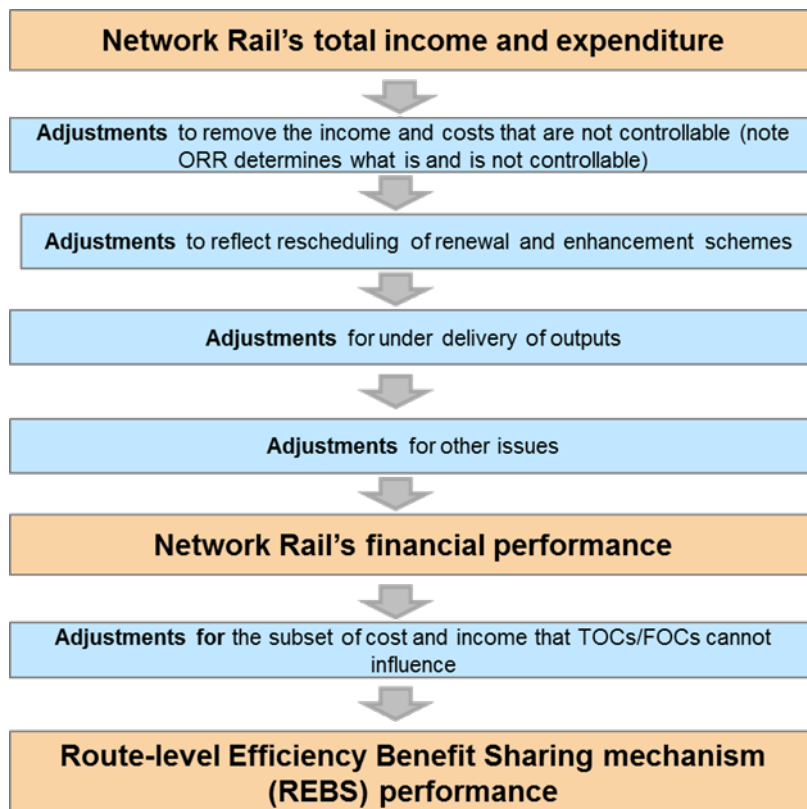 Network Rail's total income and expenditure
Adjustments to remove the income and costs that are not controllable (note
ORR determines what is and is not controllable)
Adjustments to reflect rescheduling of renewal and enhancement schemes
Adjustments for under delivery of outputs
Adjustments for other issues
Network Rail's financial performance
Adjustments for the subset of cost and income that TOCs/FOCs cannot
influence
Route-level Efficiency Benefit Sharing mechanism
(REBS) performance